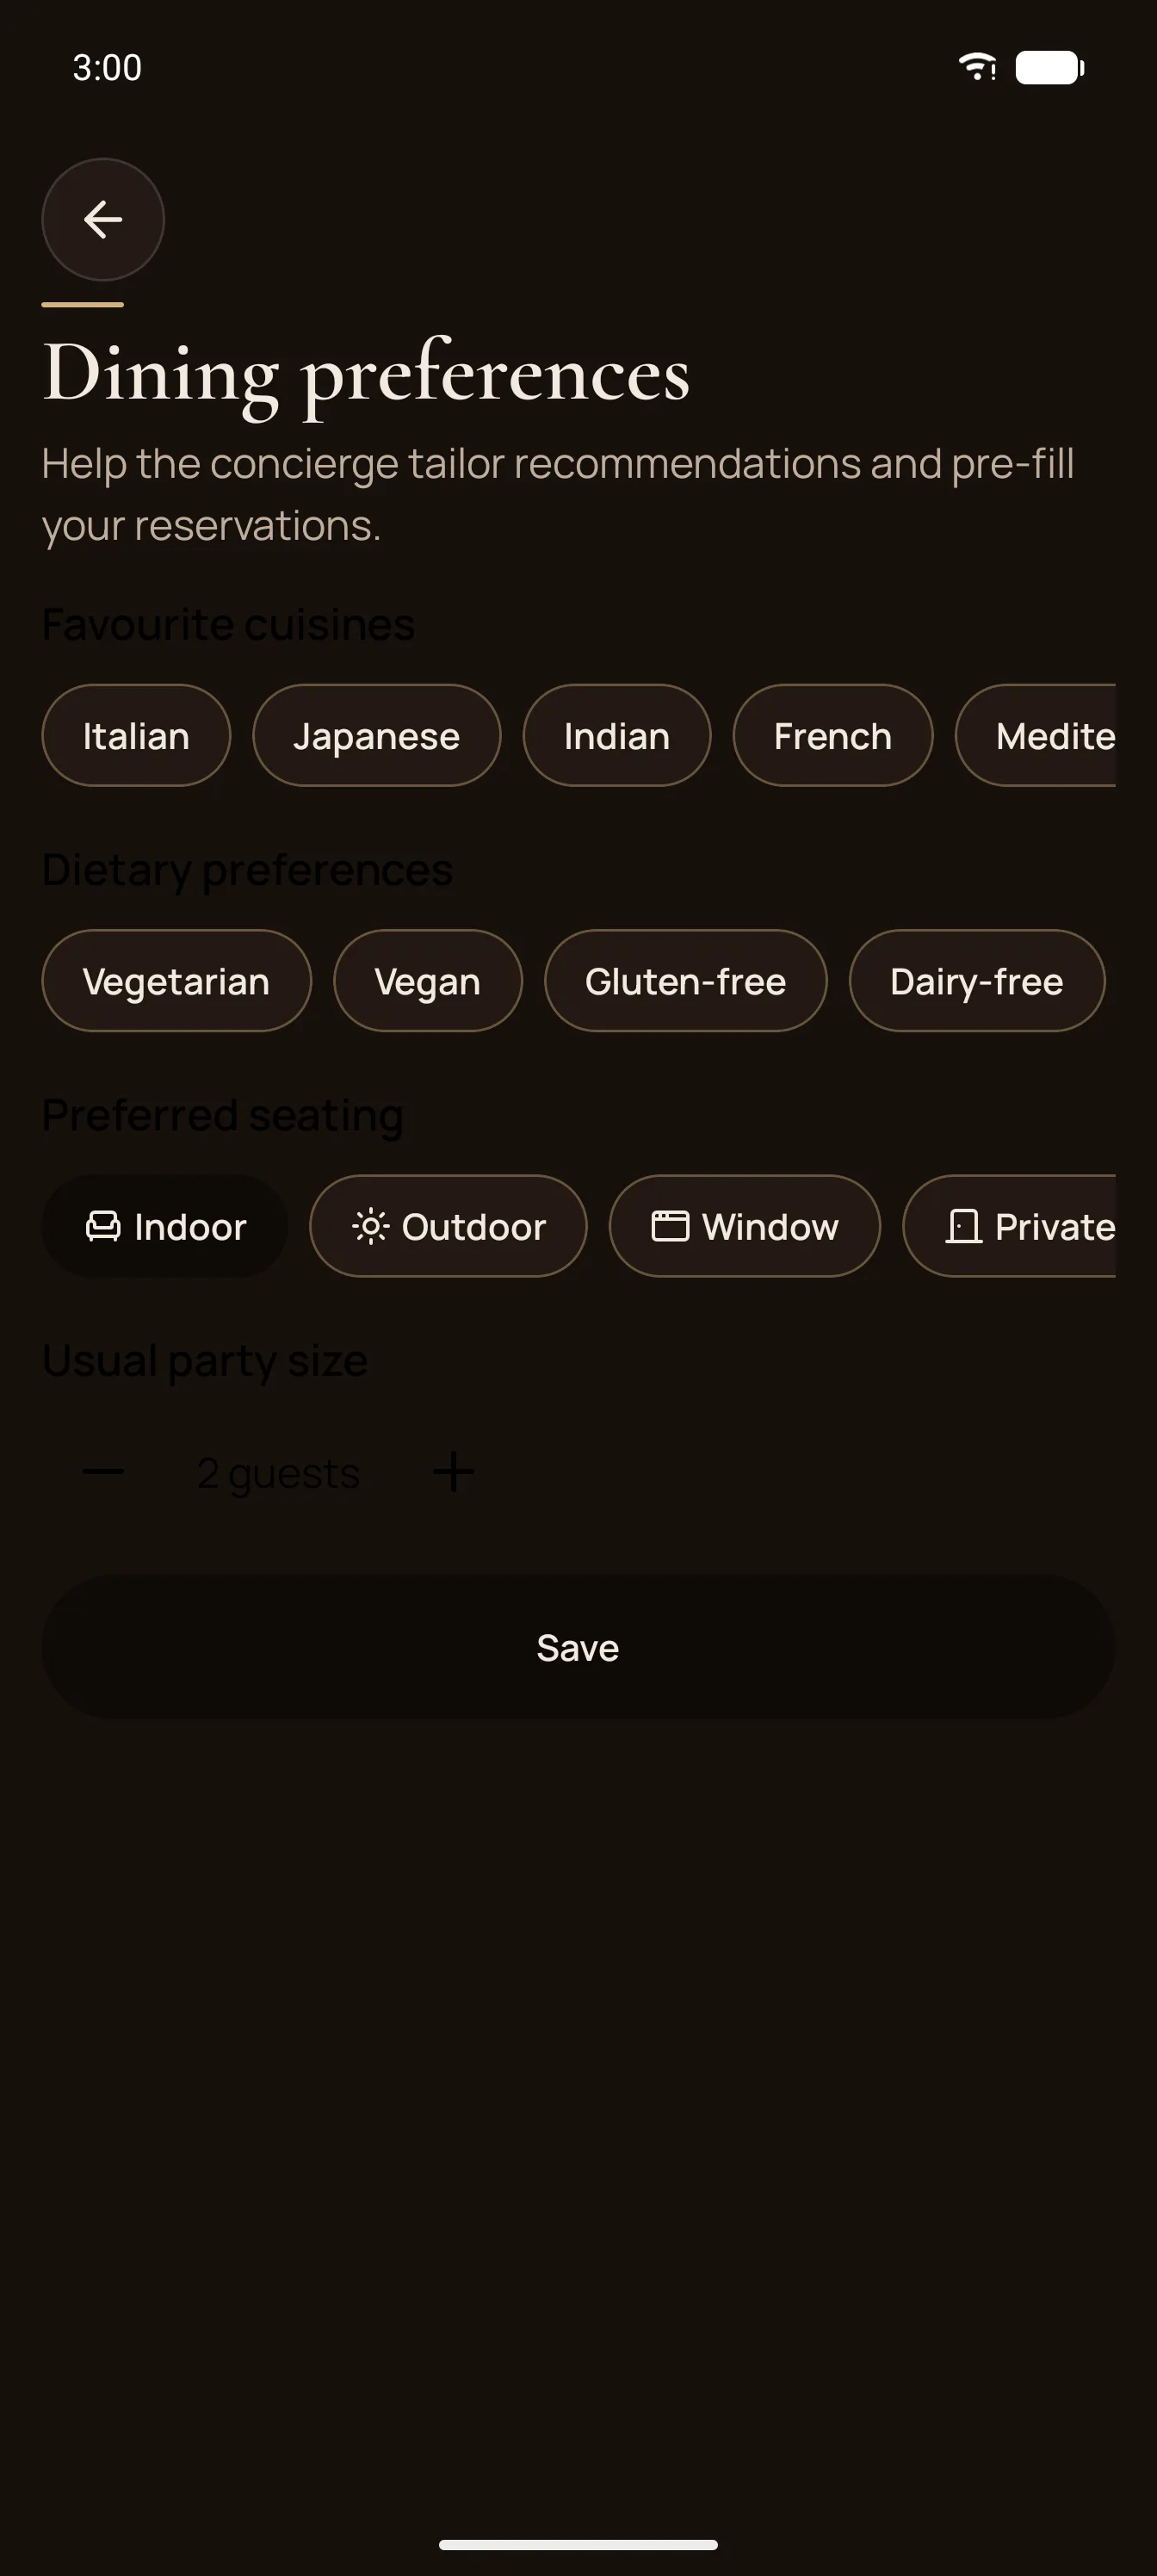 3:00
Dining preferences
Help the concierge tailor recommendations and pre-fill
your reservations.
Favourite cuisines
Italian Japanese Indian French Medite
Dietary preferences
Vegetarian Vegan Gluten-free Dairy-free
Preferred seating
Indoor Outdoor Window Private
Usual party size
2 guests
Save